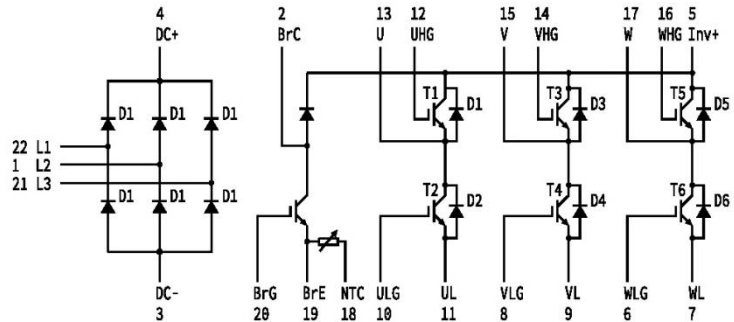 4 2 13 12 15 14 17 16 5
DC+ BrC U UHG V VHG W WHG Inv+
T1 D1 T3 D3 T5 D5
D1 D1 D1
22 L1
1 L2
21 L3
D1 D1 D1
T2 D2 T4 D4 T6 D6
DC- BrG BrE NTC ULG UL VLG VL WLG WL
3 20 19 18 10 11 8 9 6 7